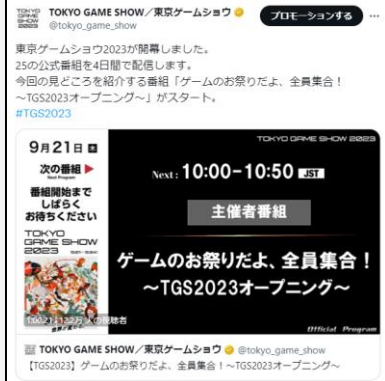 TOKYO GAME SHOW／東京ゲームショウ
@tokyo_game_show
プロモーションする
東京ゲームショウ2023が開幕しました。
25の公式番組を4日間で配信します。
今回の見どころを紹介する番組「ゲームのお祭りだよ、全員集合！
～TGS2023オープニング～」がスタート。
#TGS2023
9月21日 木
次の番組 ▶
Next Program
番組開始まで
しばらく
お待ちください
TOKYO
GAME SHOW
2023
TOKYO GAME SHOW 2023
Next : 10:00-10:50 JST
主催者番組
ゲームのお祭りだよ、全員集合！
～TGS2023オープニング～
Official Program
TOKYO GAME SHOW／東京ゲームショウ @tokyo_game_show
【TGS2023】ゲームのお祭りだよ、全員集合！～TGS2023オープニング～